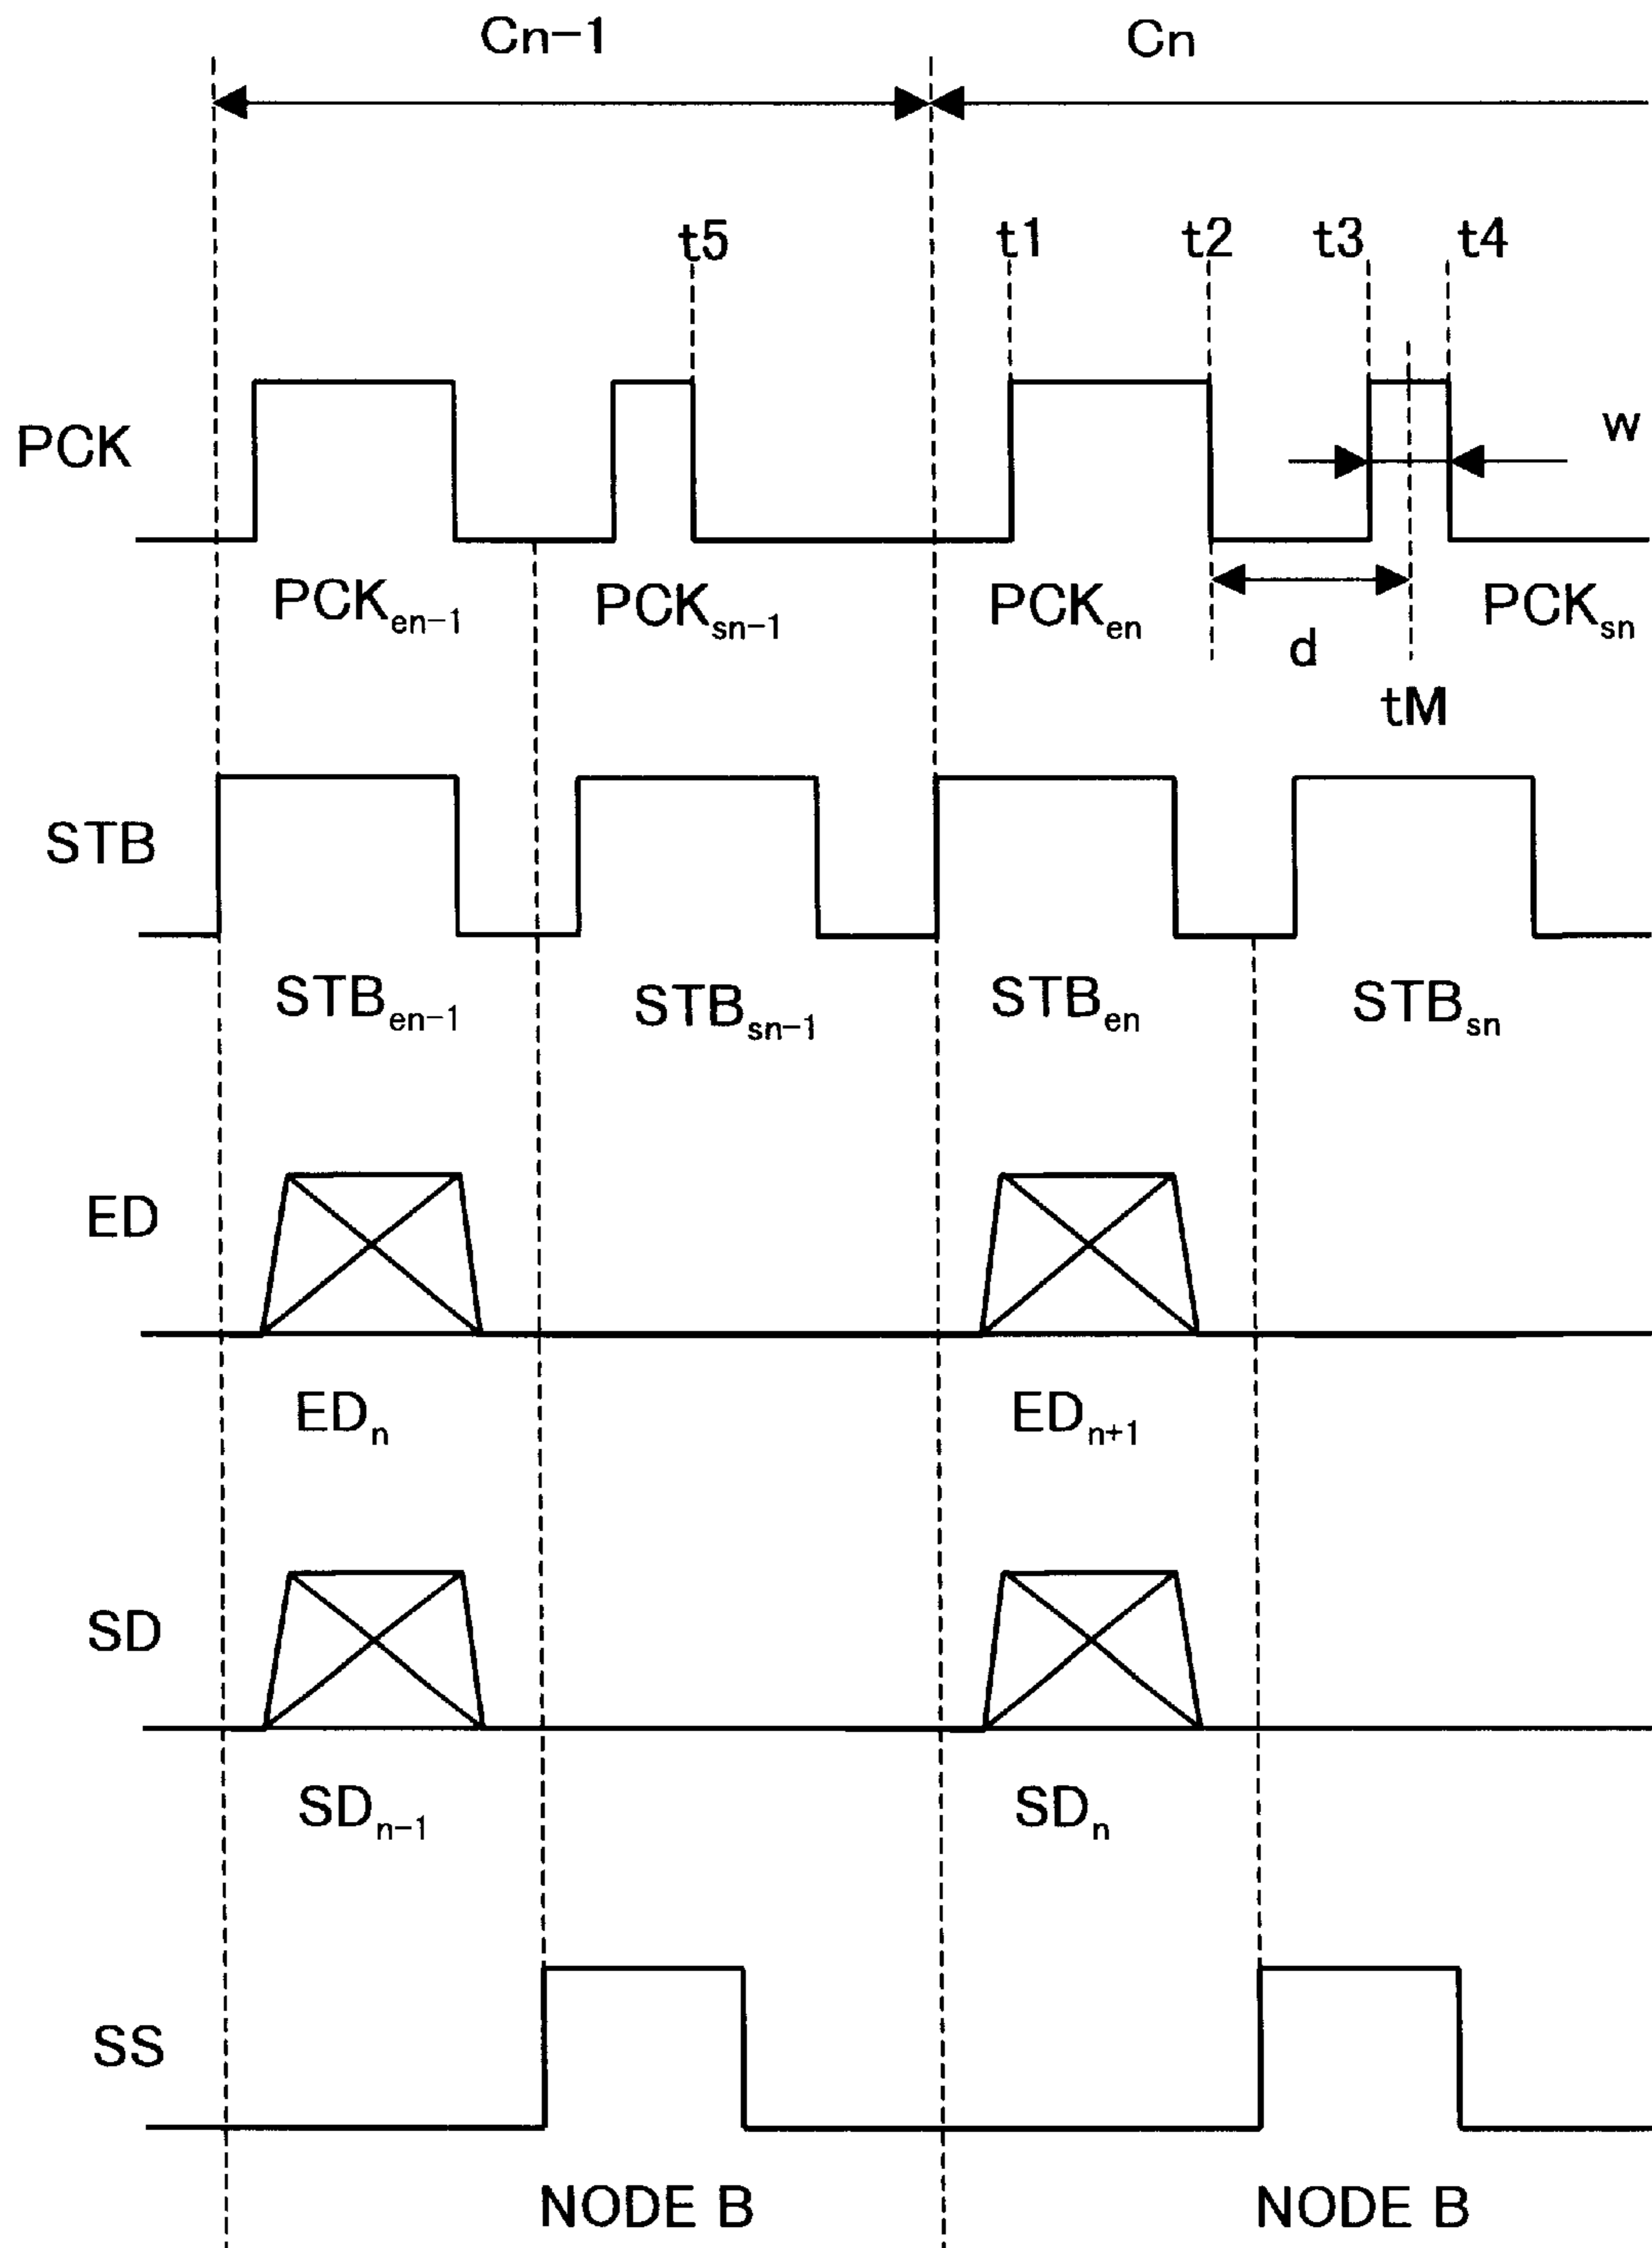 Cn-1 Cn
t5 t1 t2 t3 t4
PCK w
PCKen-1 PCKsn-1 PCKen d PCKsn
tM
STB
STBen-1 STBsn-1 STBen STBsn
ED
EDn EDn+1
SD
SDn-1 SDn
SS
NODE B NODE B